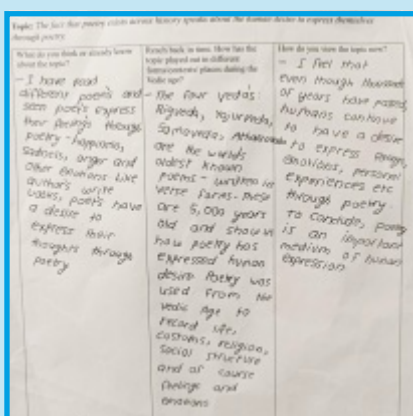 Topic: The fact that poetry exists across history speaks about the human desire to express themselves
through poetry
What do you think or already know
about the topic?
- I have read
different poems and
seen poets express
their feelings through
poetry - happiness,
sadness, anger and
other emotions like
author's write
books, poets have
a desire to
express their
thoughts through
poetry
Reach back in time. How has the
topic played out in different
forms/contexts/ places during the
Vedic age?
- The four Veda's:
Rigveda, Yajurveda,
Samaveda, Atharvaveda
are the worlds
oldest known
poems - written in
verse form. These
are 5,000 years
old and show us
how poetry has
expressed human
desire Poetry was
used from the
Vedic Age to
record life,
customs, religion,
social structure
and of course
feelings and
emotions
How do you view the topic now?
- I feel that
even though thousands
of years have passed,
humans continue
to have a desire
to express
emotions, personal
experiences etc
through poetry.
To conclude, poetry
is an important
medium of human
expression